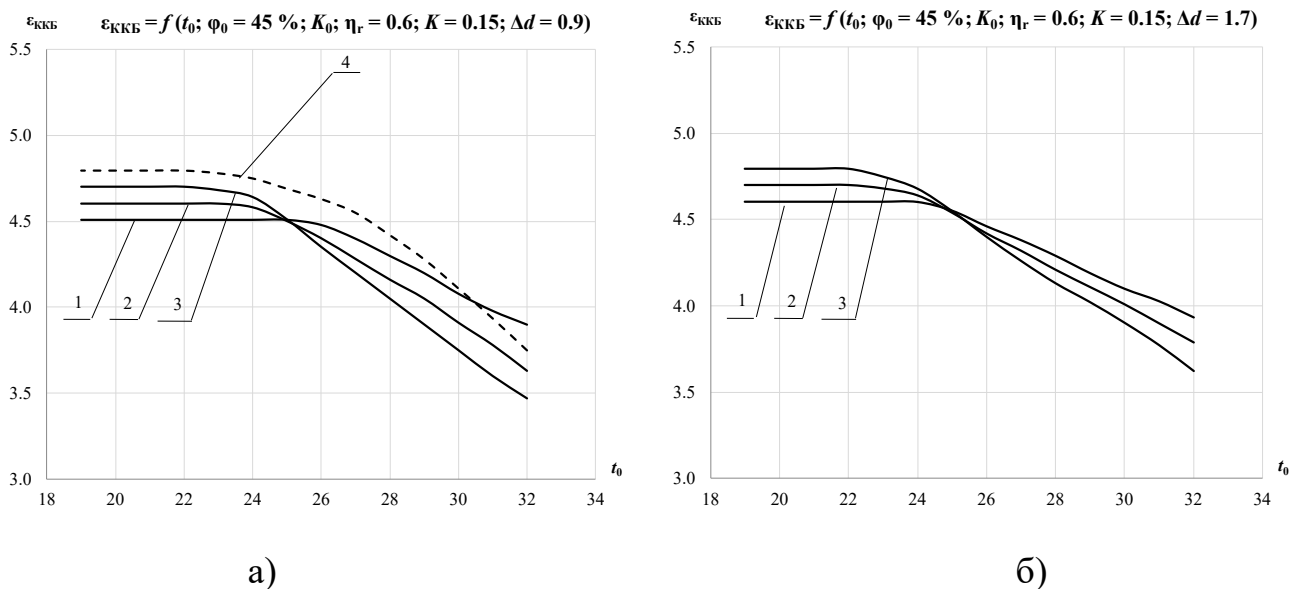 εККБ εККБ = f (t0; φ0 = 45 %; K0; ηr = 0.6; K = 0.15; Δd = 0.9)
5.5
5.0
4.5
4.0
3.5
3.0
4
1 2 3
t0
18 20 22 24 26 28 30 32 34
а)
εККБ εККБ = f (t0; φ0 = 45 %; K0; ηr = 0.6; K = 0.15; Δd = 1.7)
5.5
5.0
4.5
4.0
3.5
3.0
1 2 3
t0
18 20 22 24 26 28 30 32 34
б)